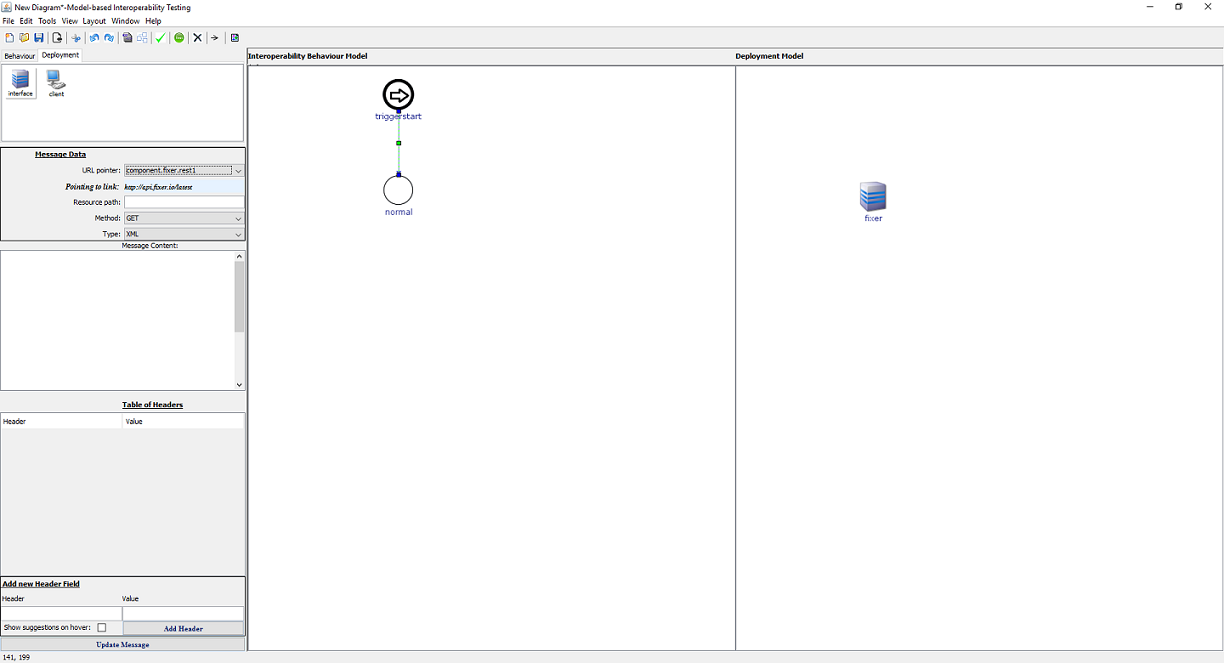 New Diagram*-Model-based Interoperability Testing
File Edit Tools View Layout Window Help
Behaviour Deployment
interface client
Message Data
URL pointer: component.fixer.rest1
Pointing to link: http://api.fixer.io/latest
Resource path:
Method: GET
Type: XML
Message Content:
Table of Headers
Header Value
Add new Header Field
Header Value
Show suggestions on hover: Add Header
Update Message
141, 199
Interoperability Behaviour Model
triggerstart
normal
Deployment Model
fixer